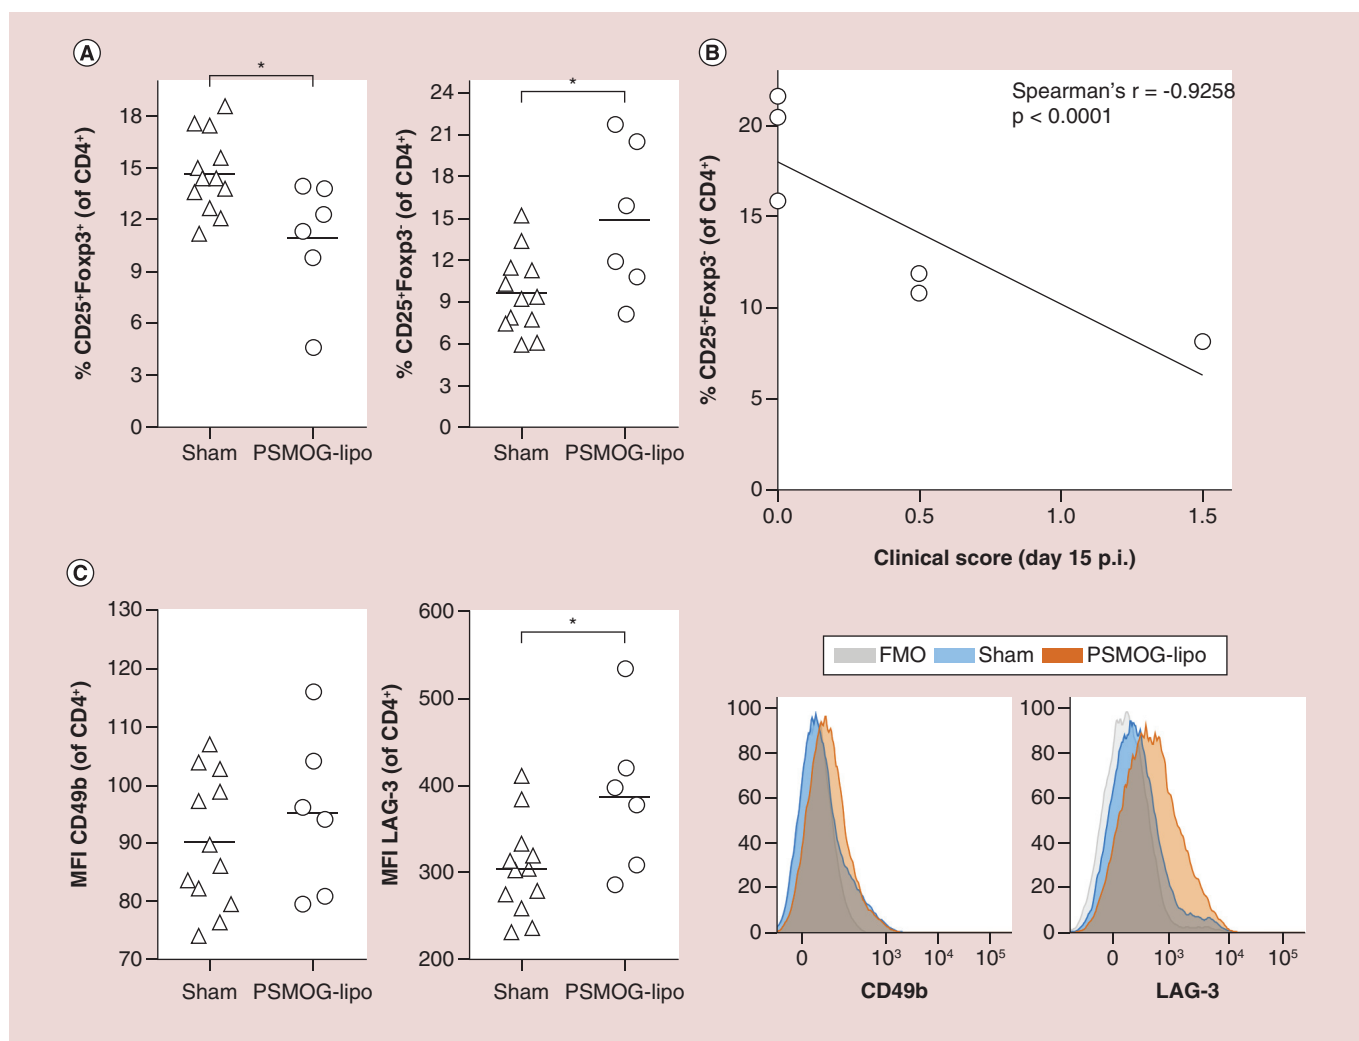 A
% CD25+Foxp3+ (of CD4+)
18
15
12
9
6
3
0
*
Sham PSMOG-lipo
% CD25+Foxp3- (of CD4+)
24
21
18
15
12
9
6
3
0
*
Sham PSMOG-lipo
B
% CD25+Foxp3- (of CD4+)
20
15
10
5
0
Spearman's r = -0.9258
p < 0.0001
0.0 0.5 1.0 1.5
Clinical score (day 15 p.i.)
C
MFI CD49b (of CD4+)
130
120
110
100
90
80
70
Sham PSMOG-lipo
MFI LAG-3 (of CD4+)
600
500
400
300
200
*
Sham PSMOG-lipo
FMO Sham PSMOG-lipo
100
80
60
40
20
0
0 10³ 10⁴ 10⁵
CD49b
100
80
60
40
20
0
0 10³ 10⁴ 10⁵
LAG-3